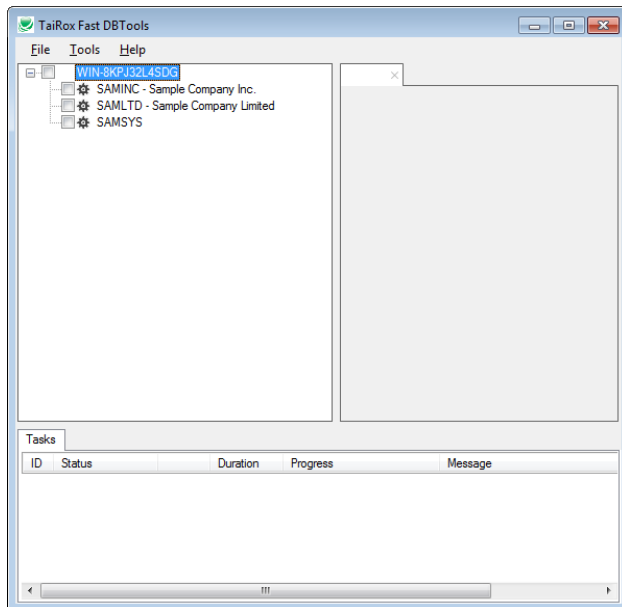 TaiRox Fast DBTools
File Tools Help
WIN-8KPJ32L4SDG
SAMINC - Sample Company Inc.
SAMLTD - Sample Company Limited
SAMSYS
Tasks
ID Status Duration Progress Message